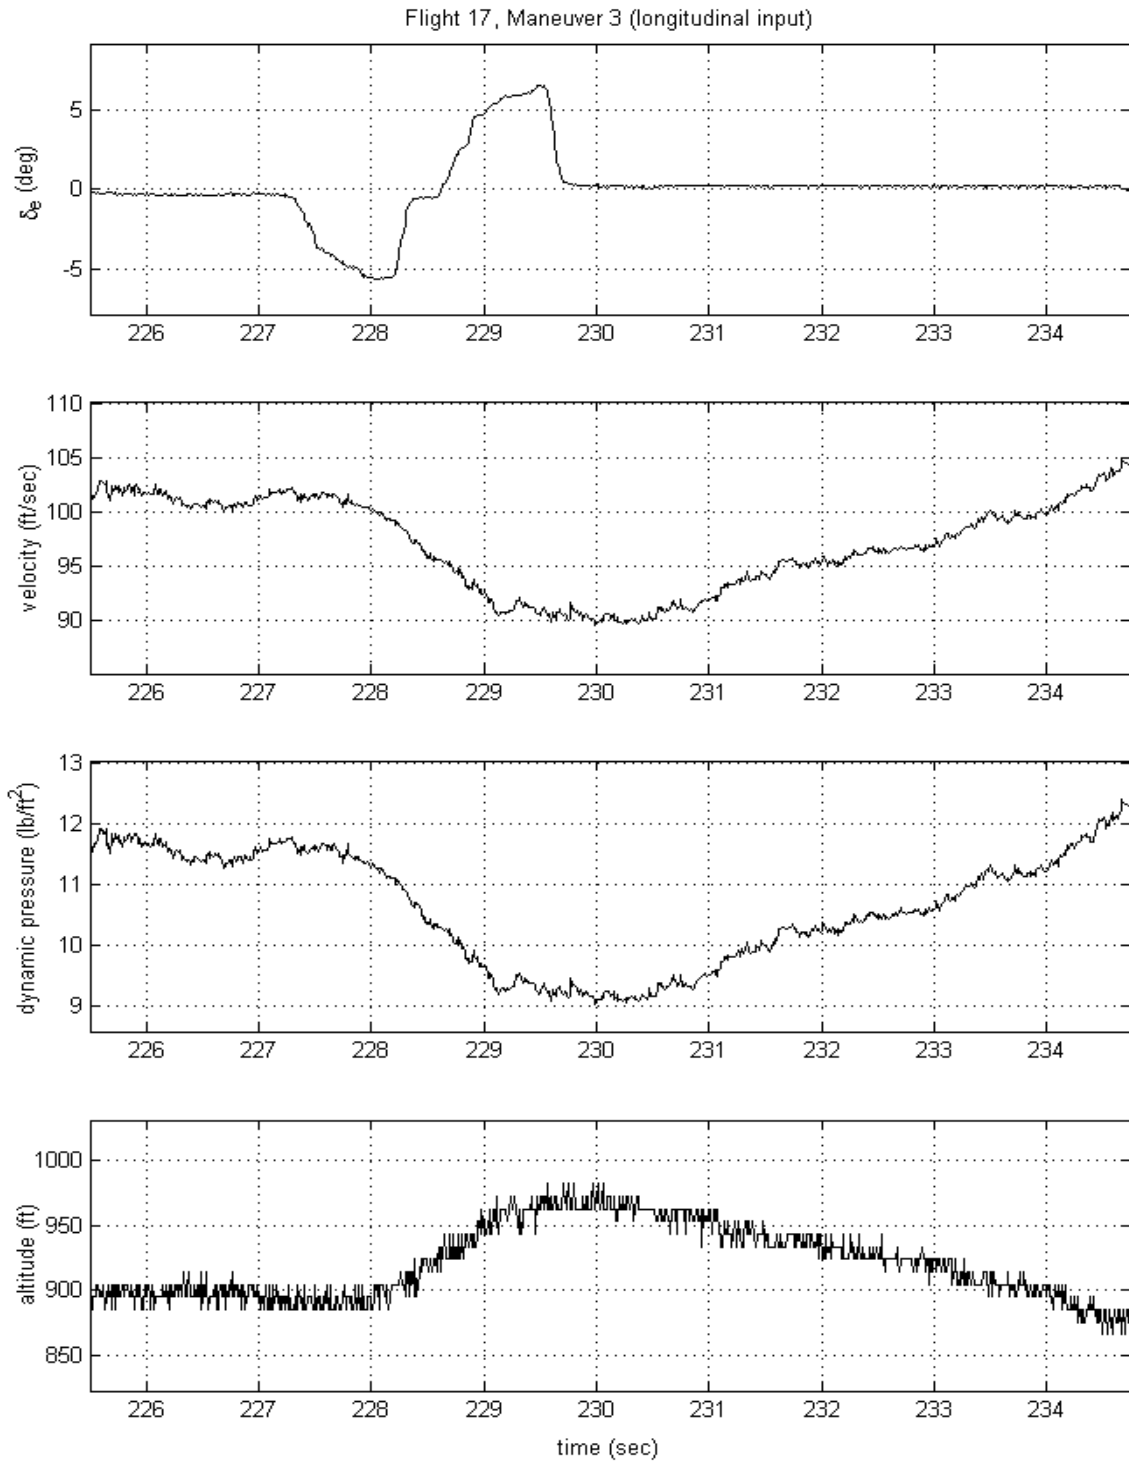 Flight 17, Maneuver 3 (longitudinal input)
δe (deg)
5
0
-5
226 227 228 229 230 231 232 233 234
velocity (ft/sec)
110
105
100
95
90
226 227 228 229 230 231 232 233 234
dynamic pressure (lb/ft2)
13
12
11
10
9
226 227 228 229 230 231 232 233 234
altitude (ft)
1000
950
900
850
226 227 228 229 230 231 232 233 234
time (sec)